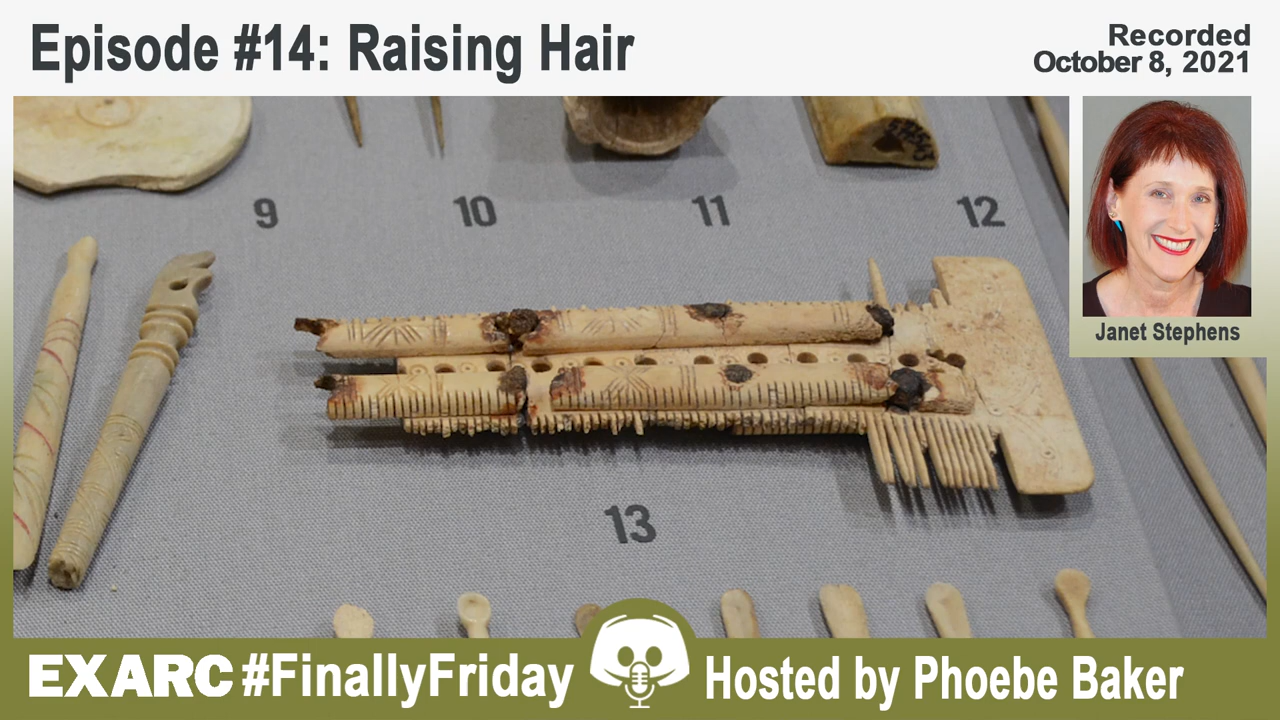 Episode #14: Raising Hair
Recorded
October 8, 2021
9
10
11
12
Janet Stephens
13
EXARC #FinallyFriday
Hosted by Phoebe Baker